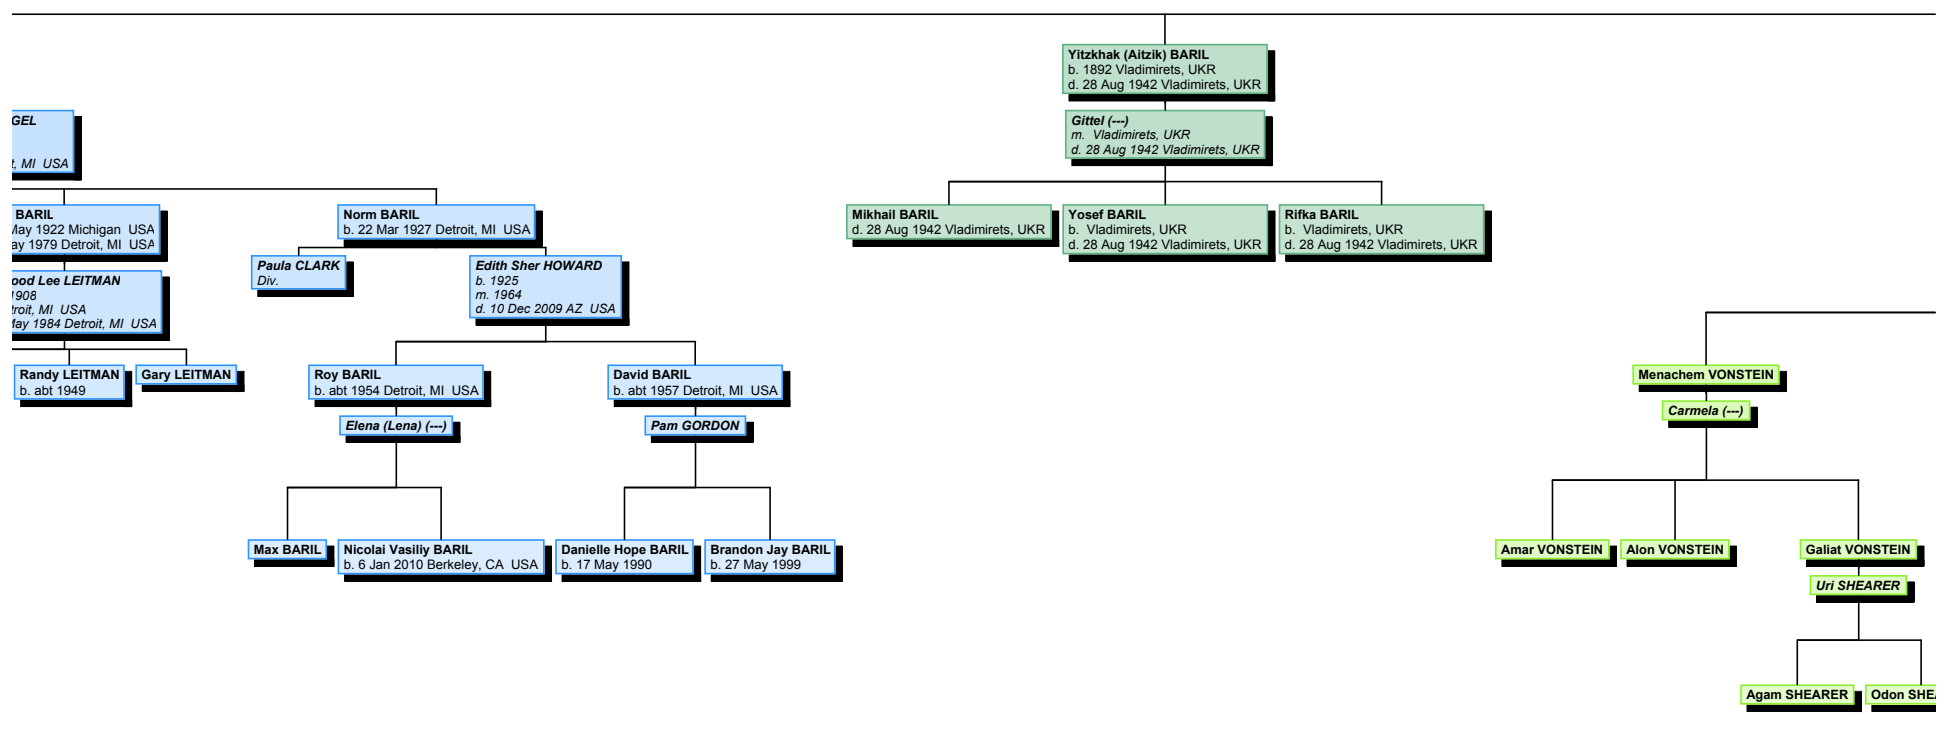 Yitzkhak (Aitzik) BARIL
b. 1892 Vladimirets, UKR
d. 28 Aug 1942 Vladimirets, UKR
Gittel (---)
m.  Vladimirets, UKR
d. 28 Aug 1942 Vladimirets, UKR
MI  USA
BARIL
May 1922 Michigan  USA
1979 Detroit, MI  USA
Lee LEITMAN
1908
MI  USA
May 1984 Detroit, MI  USA
Randy LEITMAN
b. abt 1949
Gary LEITMAN
Norm BARIL
b. 22 Mar 1927 Detroit, MI  USA
Paula CLARK
Div.
Edith Sher HOWARD
b. 1925
m. 1964
d. 10 Dec 2009 AZ  USA
Roy BARIL
b. abt 1954 Detroit, MI  USA
Elena (Lena) (---)
David BARIL
b. abt 1957 Detroit, MI  USA
Pam GORDON
Max BARIL
Nicolai Vasiliy BARIL
b. 6 Jan 2010 Berkeley, CA  USA
Danielle Hope BARIL
b. 17 May 1990
Brandon Jay BARIL
b. 27 May 1999
Mikhail BARIL
d. 28 Aug 1942 Vladimirets, UKR
Yosef BARIL
b.  Vladimirets, UKR
d. 28 Aug 1942 Vladimirets, UKR
Rifka BARIL
b.  Vladimirets, UKR
d. 28 Aug 1942 Vladimirets, UKR
Menachem VONSTEIN
Carmela (---)
Amar VONSTEIN
Alon VONSTEIN
Galiat VONSTEIN
Uri SHEARER
Agam SHEARER
Odon